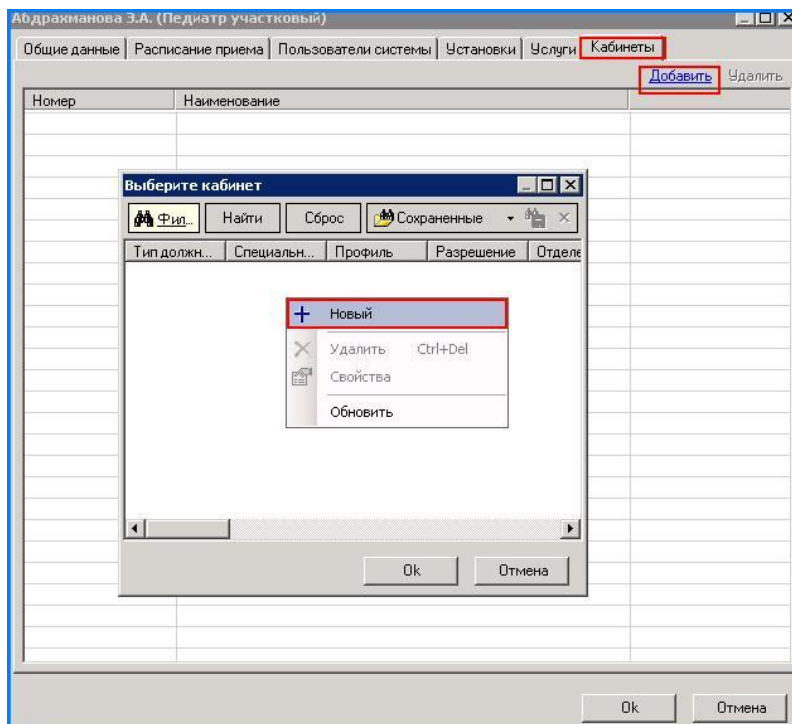 Абдрахманова З.А. (Педиатр участковый)
Общие данные Расписание приема Пользователи системы Установки Услуги Кабинеты
Добавить Удалить
Номер Наименование
Выберите кабинет
Фил... Найти Сброс Сохраненные
Тип должн... Специальн... Профиль Разрешение Отделе
Новый
Удалить Ctrl+Del
Свойства
Обновить
Ok Отмена
Ok Отмена